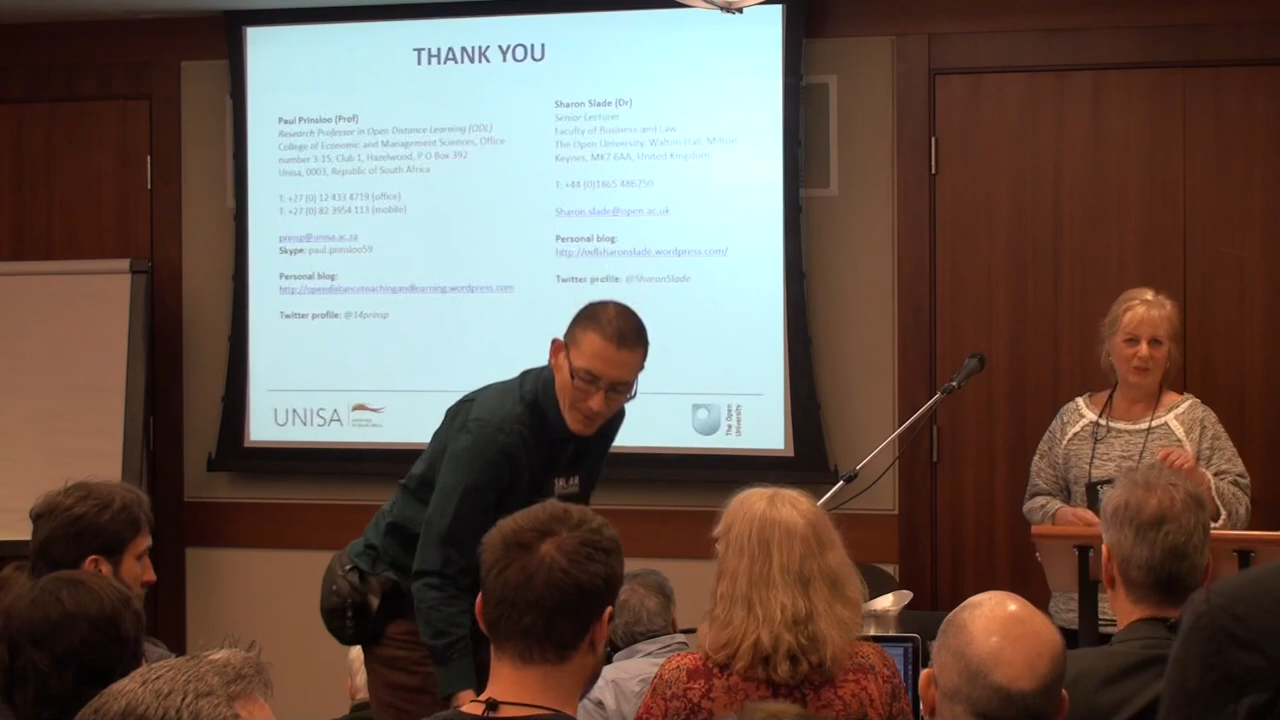 THANK YOU
Paul Prinsloo (Prof)
Research Professor in Open Distance Learning (ODL)
College of Economic and Management Sciences, Office
number 3-15, Club 1, Hazelwood, P O Box 392
Unisa, 0003, Republic of South Africa
T: +27 (0) 12 433 4719 (office)
T: +27 (0) 82 3954 113 (mobile)
prinsp@unisa.ac.za
Skype: paul.prinsloo59
Personal blog:
http://opendistanceteachingandlearning.wordpress.com
Twitter profile: @14prinsp
Sharon Slade (Dr)
Senior Lecturer
Faculty of Business and Law
The Open University, Walton Hall, Milton
Keynes, MK7 6AA, United Kingdom
T: +44 (0)1865 486250
Sharon.slade@open.ac.uk
Personal blog:
http://odlsharonslade.wordpress.com/
Twitter profile: @SharonSlade
UNISA
The Open
University